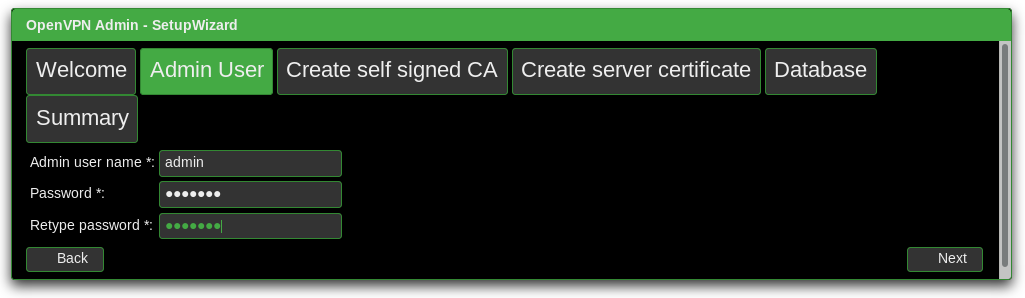 OpenVPN Admin - SetupWizard
Welcome Admin User Create self signed CA Create server certificate Database
Summary
Admin user name *: admin
Password *: ●●●●●●●
Retype password *: ●●●●●●●
Back Next